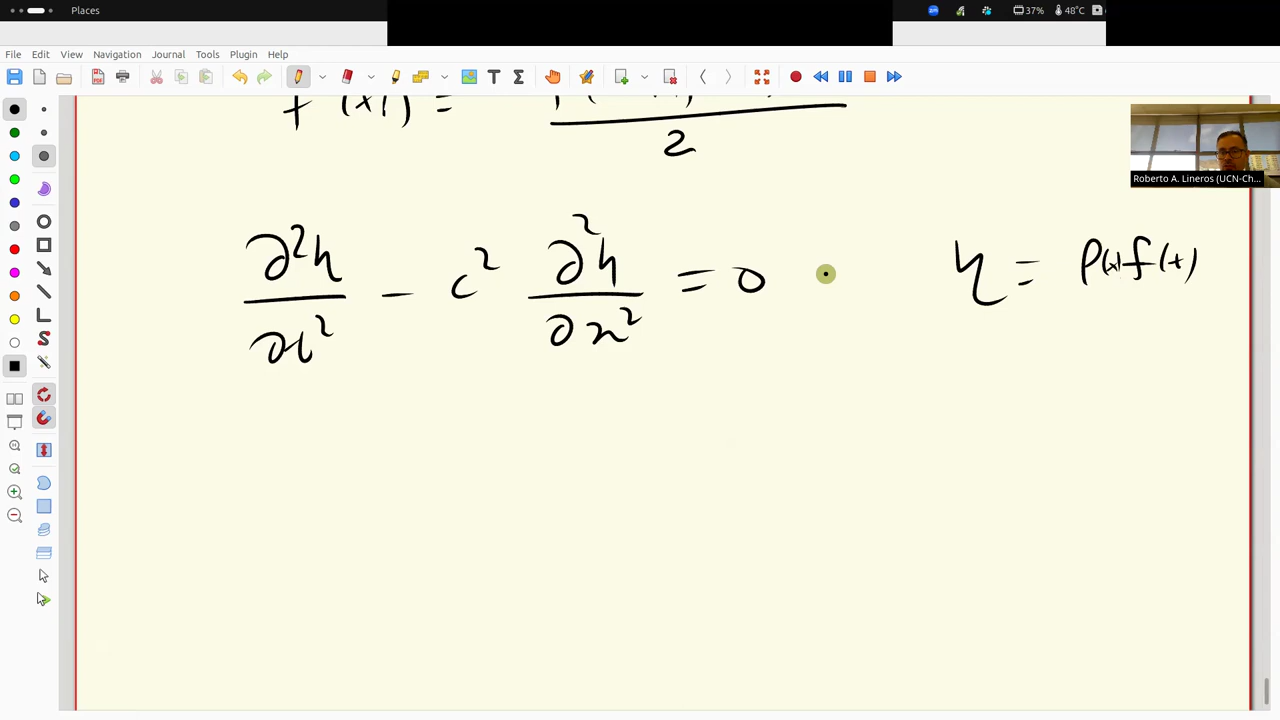 Places
37% 48°C
File Edit View Navigation Journal Tools Plugin Help
Roberto A. Lineros (UCN-Ch...
2
∂²h/∂t² - c² ∂²h/∂x² = 0
η = ρ(x)f(t)